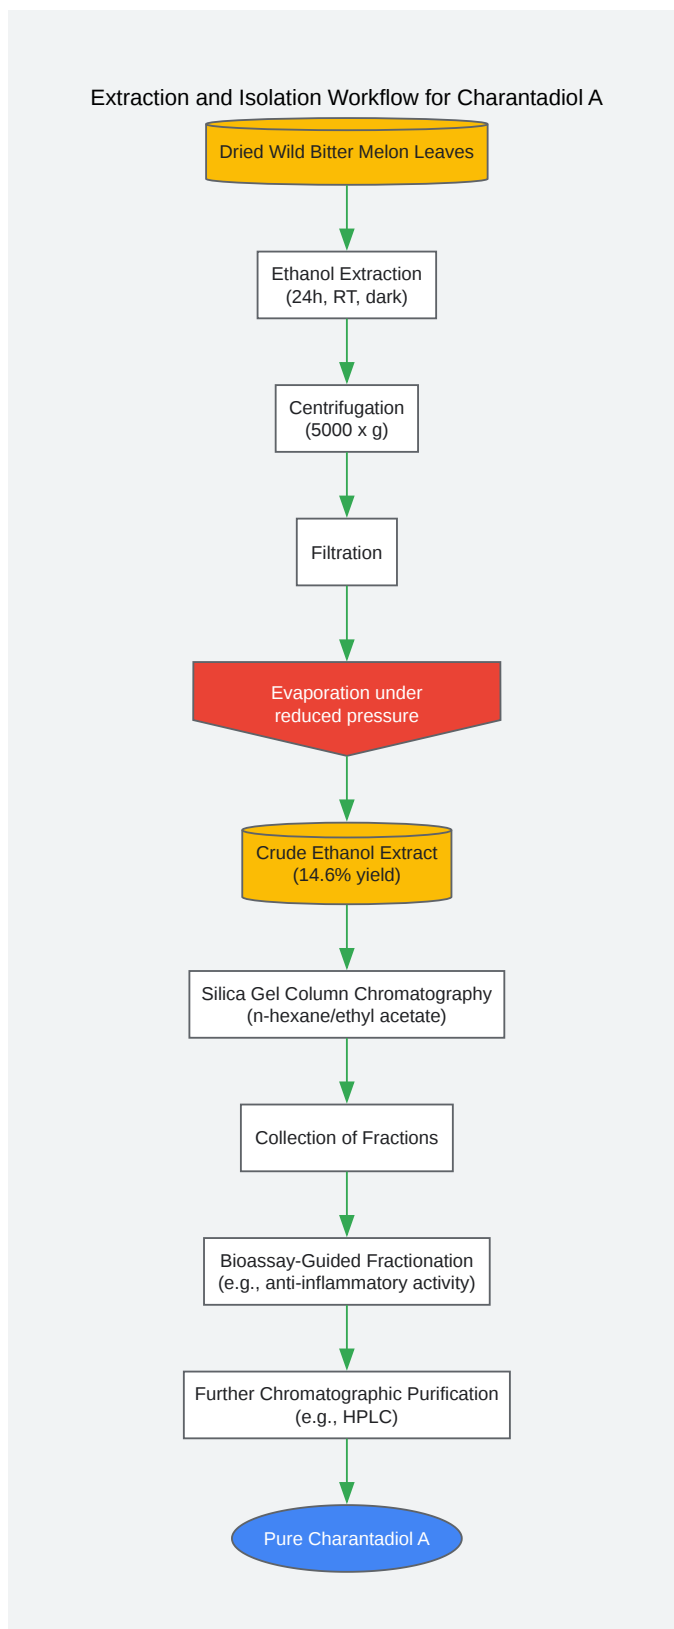 Extraction and Isolation Workflow for Charantadiol A
Dried Wild Bitter Melon Leaves
Ethanol Extraction
(24h, RT, dark)
Centrifugation
(5000 x g)
Filtration
Evaporation under
reduced pressure
Crude Ethanol Extract
(14.6% yield)
Silica Gel Column Chromatography
(n-hexane/ethyl acetate)
Collection of Fractions
Bioassay-Guided Fractionation
(e.g., anti-inflammatory activity)
Further Chromatographic Purification
(e.g., HPLC)
Pure Charantadiol A